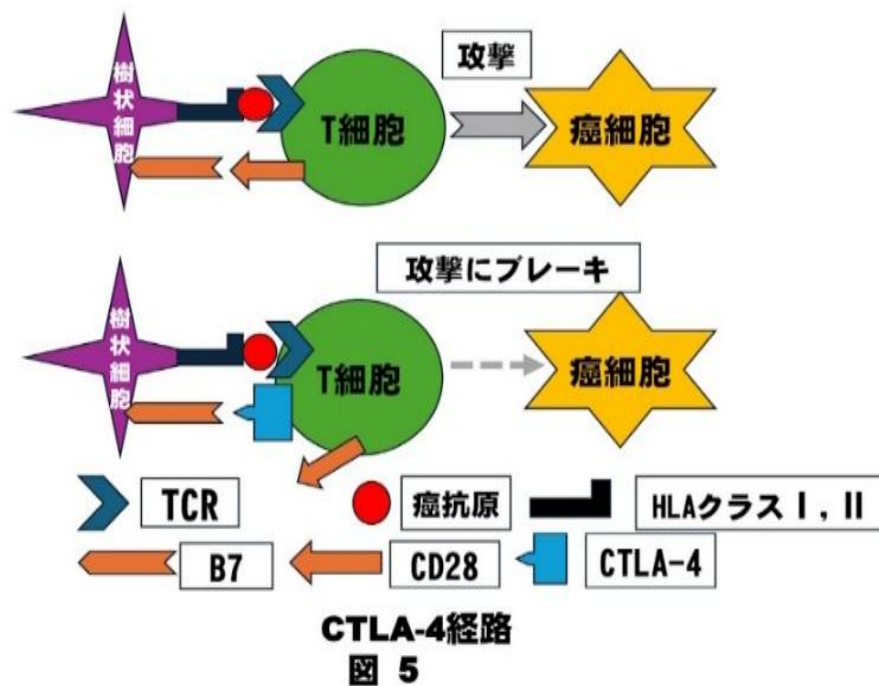 攻撃
樹状細胞
T細胞
癌細胞
攻撃にブレーキ
樹状細胞
T細胞
癌細胞
TCR
癌抗原
HLAクラスⅠ,Ⅱ
B7
CD28
CTLA-4
CTLA-4経路
図 5